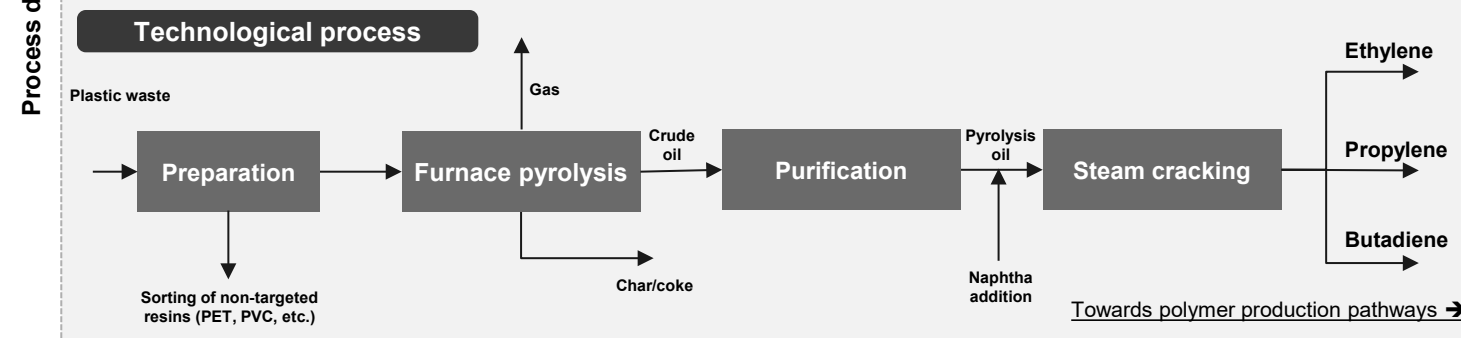 Process d
Technological process
Plastic waste
Gas
Preparation
Furnace pyrolysis
Crude
oil
Purification
Pyrolysis
oil
Steam cracking
Ethylene
Propylene
Butadiene
Sorting of non-targeted
resins (PET, PVC, etc.)
Char/coke
Naphtha
addition
Towards polymer production pathways ➔